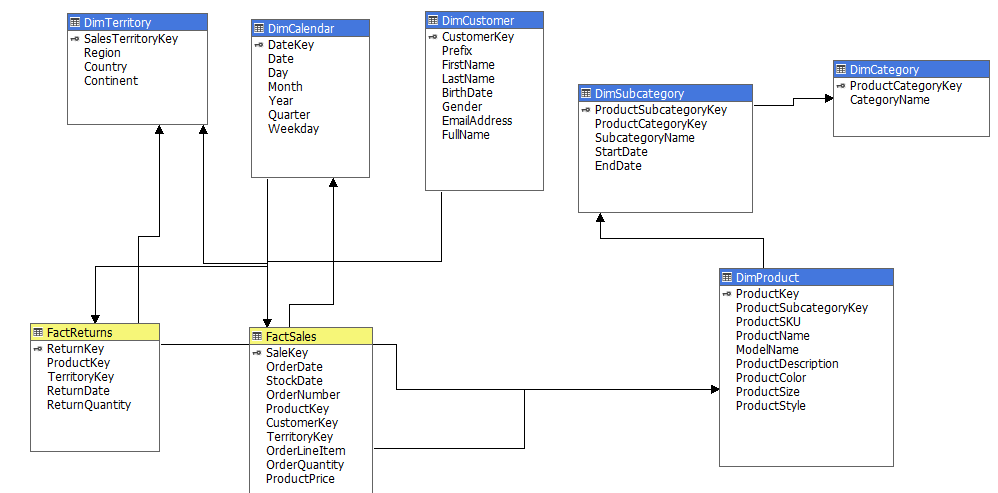 DimTerritory
SalesTerritoryKey
Region
Country
Continent
DimCalendar
DateKey
Date
Day
Month
Year
Quarter
Weekday
DimCustomer
CustomerKey
Prefix
FirstName
LastName
BirthDate
Gender
EmailAddress
FullName
DimSubcategory
ProductSubcategoryKey
ProductCategoryKey
SubcategoryName
StartDate
EndDate
DimCategory
ProductCategoryKey
CategoryName
FactReturns
ReturnKey
ProductKey
TerritoryKey
ReturnDate
ReturnQuantity
FactSales
SaleKey
OrderDate
StockDate
OrderNumber
ProductKey
CustomerKey
TerritoryKey
OrderLineItem
OrderQuantity
ProductPrice
DimProduct
ProductKey
ProductSubcategoryKey
ProductSKU
ProductName
ModelName
ProductDescription
ProductColor
ProductSize
ProductStyle